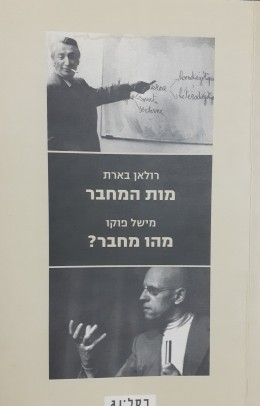 רולאן בארת
מות המחבר
מישל פוקו
מהו מחבר?
רסלינג